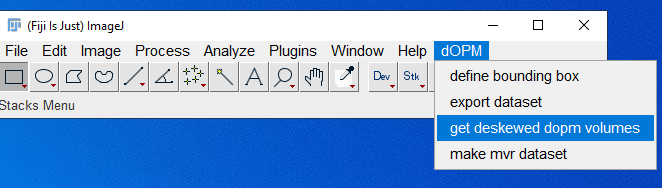 (Fiji Is Just) ImageJ
File Edit Image Process Analyze Plugins Window Help dOPM
Dev Stk
Stacks Menu
define bounding box
export dataset
get deskewed dopm volumes
make mvr dataset